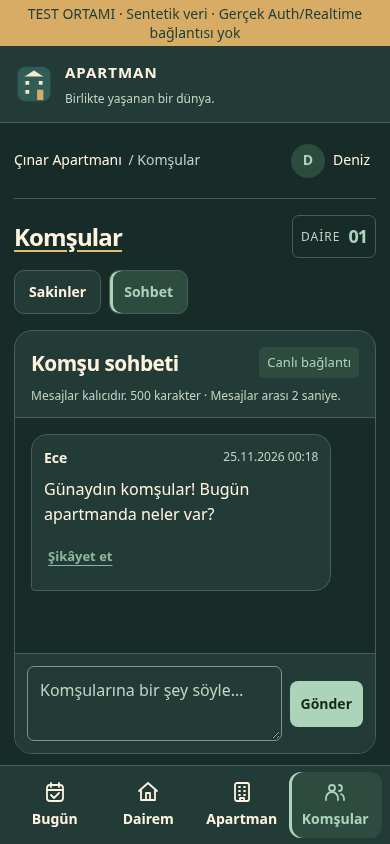 TEST ORTAMI · Sentetik veri · Gerçek Auth/Realtime
bağlantısı yok
APARTMAN
Birlikte yaşanan bir dünya.
Çınar Apartmanı / Komşular
D Deniz
Komşular
DAİRE 01
Sakinler
Sohbet
Komşu sohbeti
Canlı bağlantı
Mesajlar kalıcıdır. 500 karakter · Mesajlar arası 2 saniye.
Ece 25.11.2026 00:18
Günaydın komşular! Bugün
apartmanda neler var?
Şikâyet et
Komşularına bir şey söyle...
Gönder
Bugün
Dairem
Apartman
Komşular